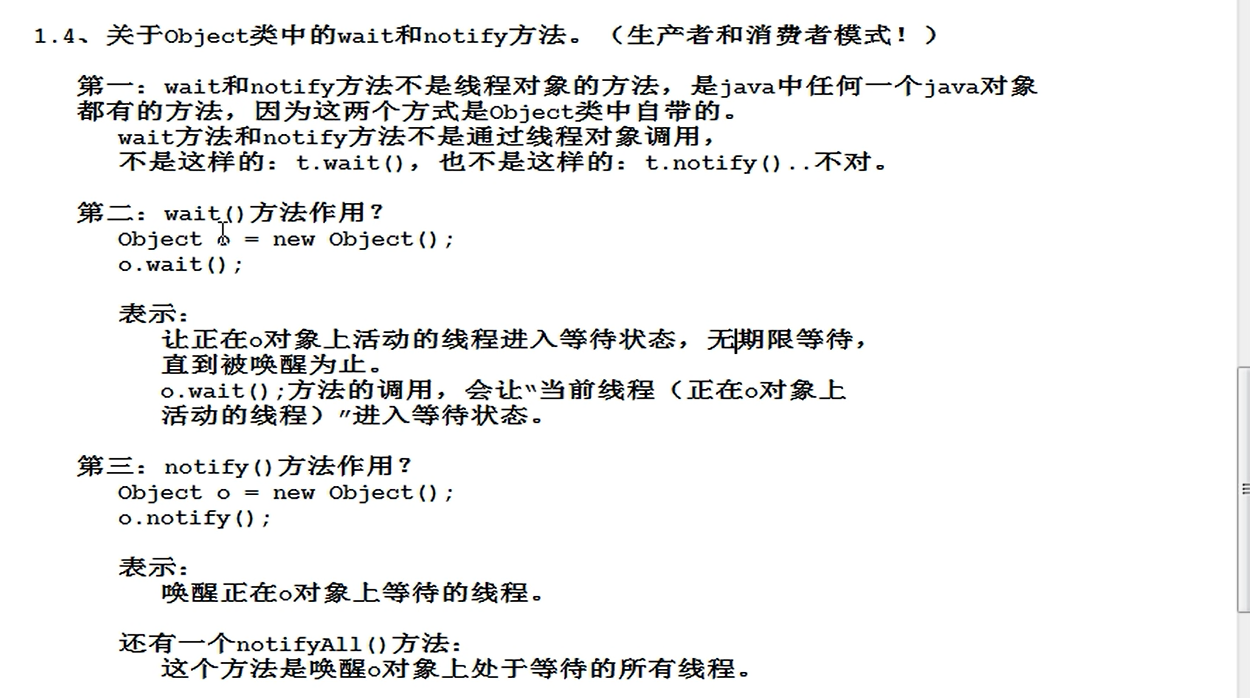 1.4、关于Object类中的wait和notify方法。（生产者和消费者模式！）
第一：wait和notify方法不是线程对象的方法，是java中任何一个java对象
都有的方法，因为这两个方式是Object类中自带的。
wait方法和notify方法不是通过线程对象调用，
不是这样的：t.wait()，也不是这样的：t.notify()..不对。
第二：wait()方法作用？
Object o = new Object();
o.wait();
表示：
让正在o对象上活动的线程进入等待状态，无期限等待，
直到被唤醒为止。
o.wait();方法的调用，会让“当前线程（正在o对象上
活动的线程）”进入等待状态。
第三：notify()方法作用？
Object o = new Object();
o.notify();
表示：
唤醒正在o对象上等待的线程。
还有一个notifyAll()方法：
这个方法是唤醒o对象上处于等待的所有线程。